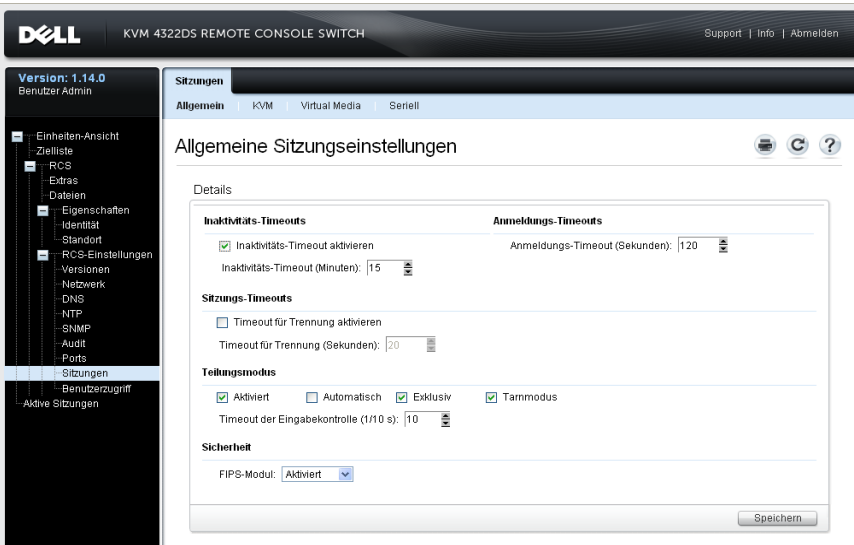 DELL
KVM 4322DS REMOTE CONSOLE SWITCH
Support | Info | Abmelden
Version: 1.14.0
Benutzer Admin
Einheiten-Ansicht
Zielliste
RCS
Extras
Dateien
Eigenschaften
Identität
Standort
RCS-Einstellungen
Versionen
Netzwerk
DNS
NTP
SNMP
Audit
Ports
Sitzungen
Benutzerzugriff
Aktive Sitzungen
Sitzungen
Allgemein | KVM | Virtual Media | Seriell
Allgemeine Sitzungseinstellungen
?
Details
Inaktivitäts-Timeouts
Inaktivitäts-Timeout aktivieren
Inaktivitäts-Timeout (Minuten): 15
Anmeldungs-Timeouts
Anmeldungs-Timeout (Sekunden): 120
Sitzungs-Timeouts
Timeout für Trennung aktivieren
Timeout für Trennung (Sekunden): 20
Teilungsmodus
Aktiviert Automatisch Exklusiv Tarnmodus
Timeout der Eingabekontrolle (1/10 s): 10
Sicherheit
FIPS-Modul: Aktiviert
Speichern